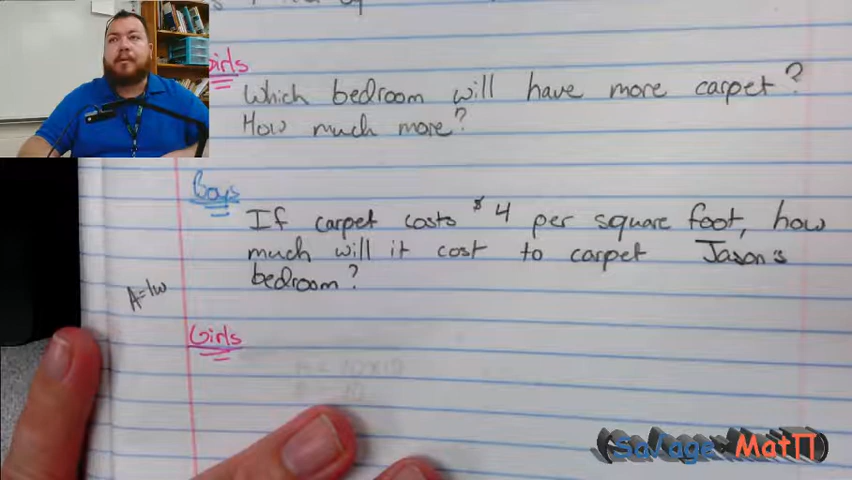 Girls
Which bedroom will have more carpet?
How much more?
Boys
If carpet costs $4 per square foot, how
much will it cost to carpet Jason's
bedroom?
A=lw
Girls
Savage MatΠ